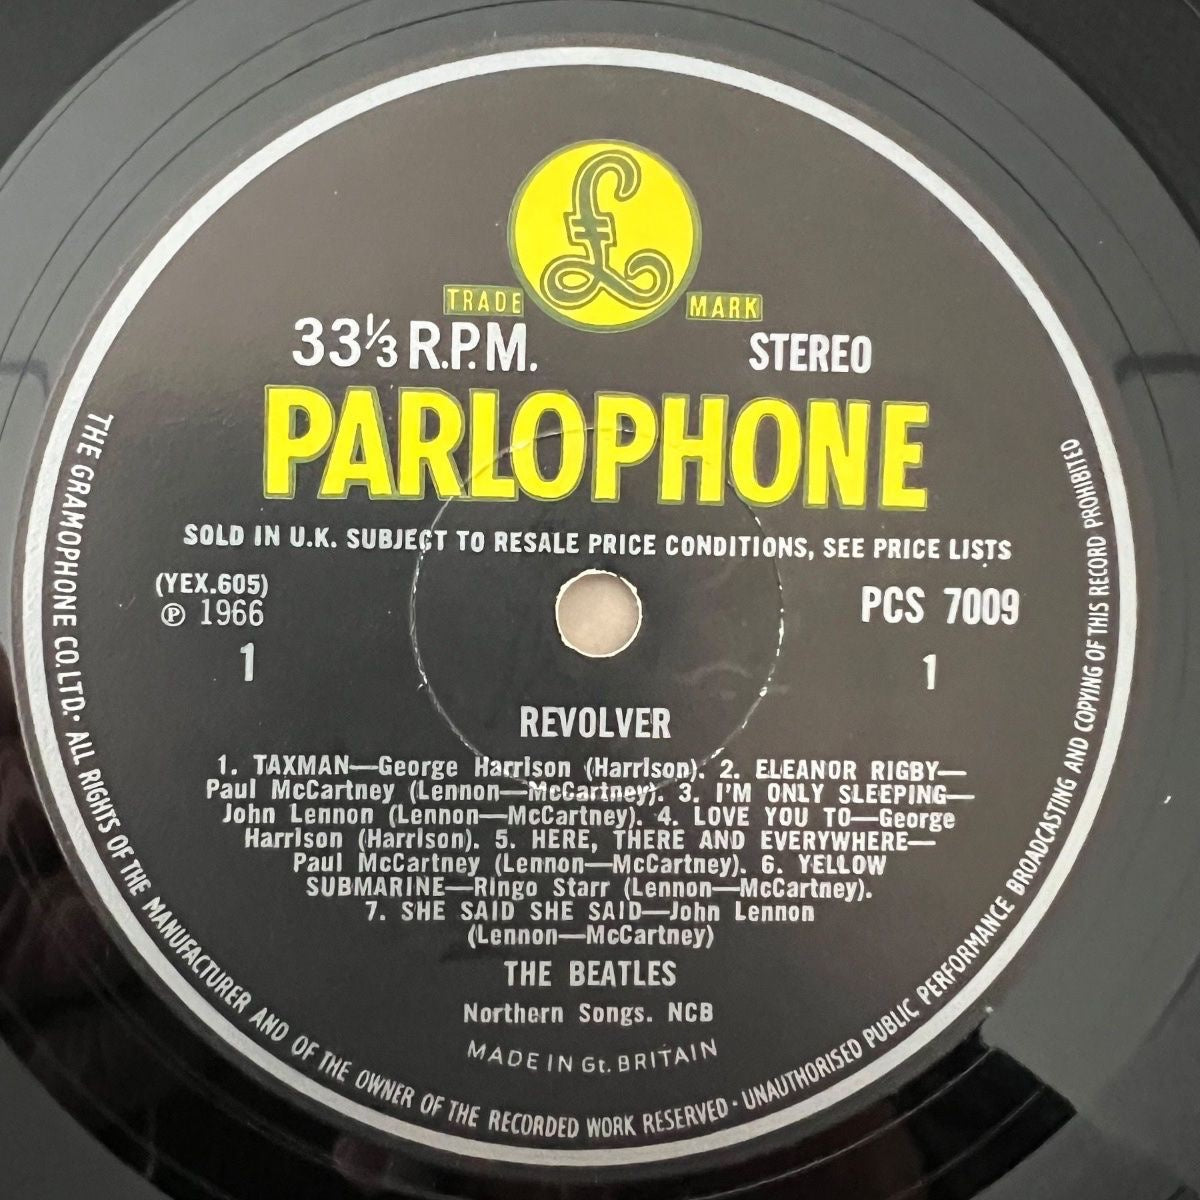 £
TRADE MARK
33⅓ R.P.M. STEREO
PARLOPHONE
SOLD IN U.K. SUBJECT TO RESALE PRICE CONDITIONS, SEE PRICE LISTS
(YEX.605)
℗ 1966
PCS 7009
1 1
REVOLVER
1. TAXMAN—George Harrison (Harrison). 2. ELEANOR RIGBY—
Paul McCartney (Lennon—McCartney). 3. I'M ONLY SLEEPING—
John Lennon (Lennon—McCartney). 4. LOVE YOU TO—George
Harrison (Harrison). 5. HERE, THERE AND EVERYWHERE—
Paul McCartney (Lennon—McCartney). 6. YELLOW
SUBMARINE—Ringo Starr (Lennon—McCartney).
7. SHE SAID SHE SAID—John Lennon
(Lennon—McCartney)
THE BEATLES
Northern Songs. NCB
MADE IN Gt. BRITAIN
THE GRAMOPHONE CO. LTD. · ALL RIGHTS OF THE MANUFACTURER AND OF THE OWNER OF THE RECORDED WORK RESERVED · UNAUTHORISED PUBLIC PERFORMANCE BROADCASTING AND COPYING OF THIS RECORD PROHIBITED